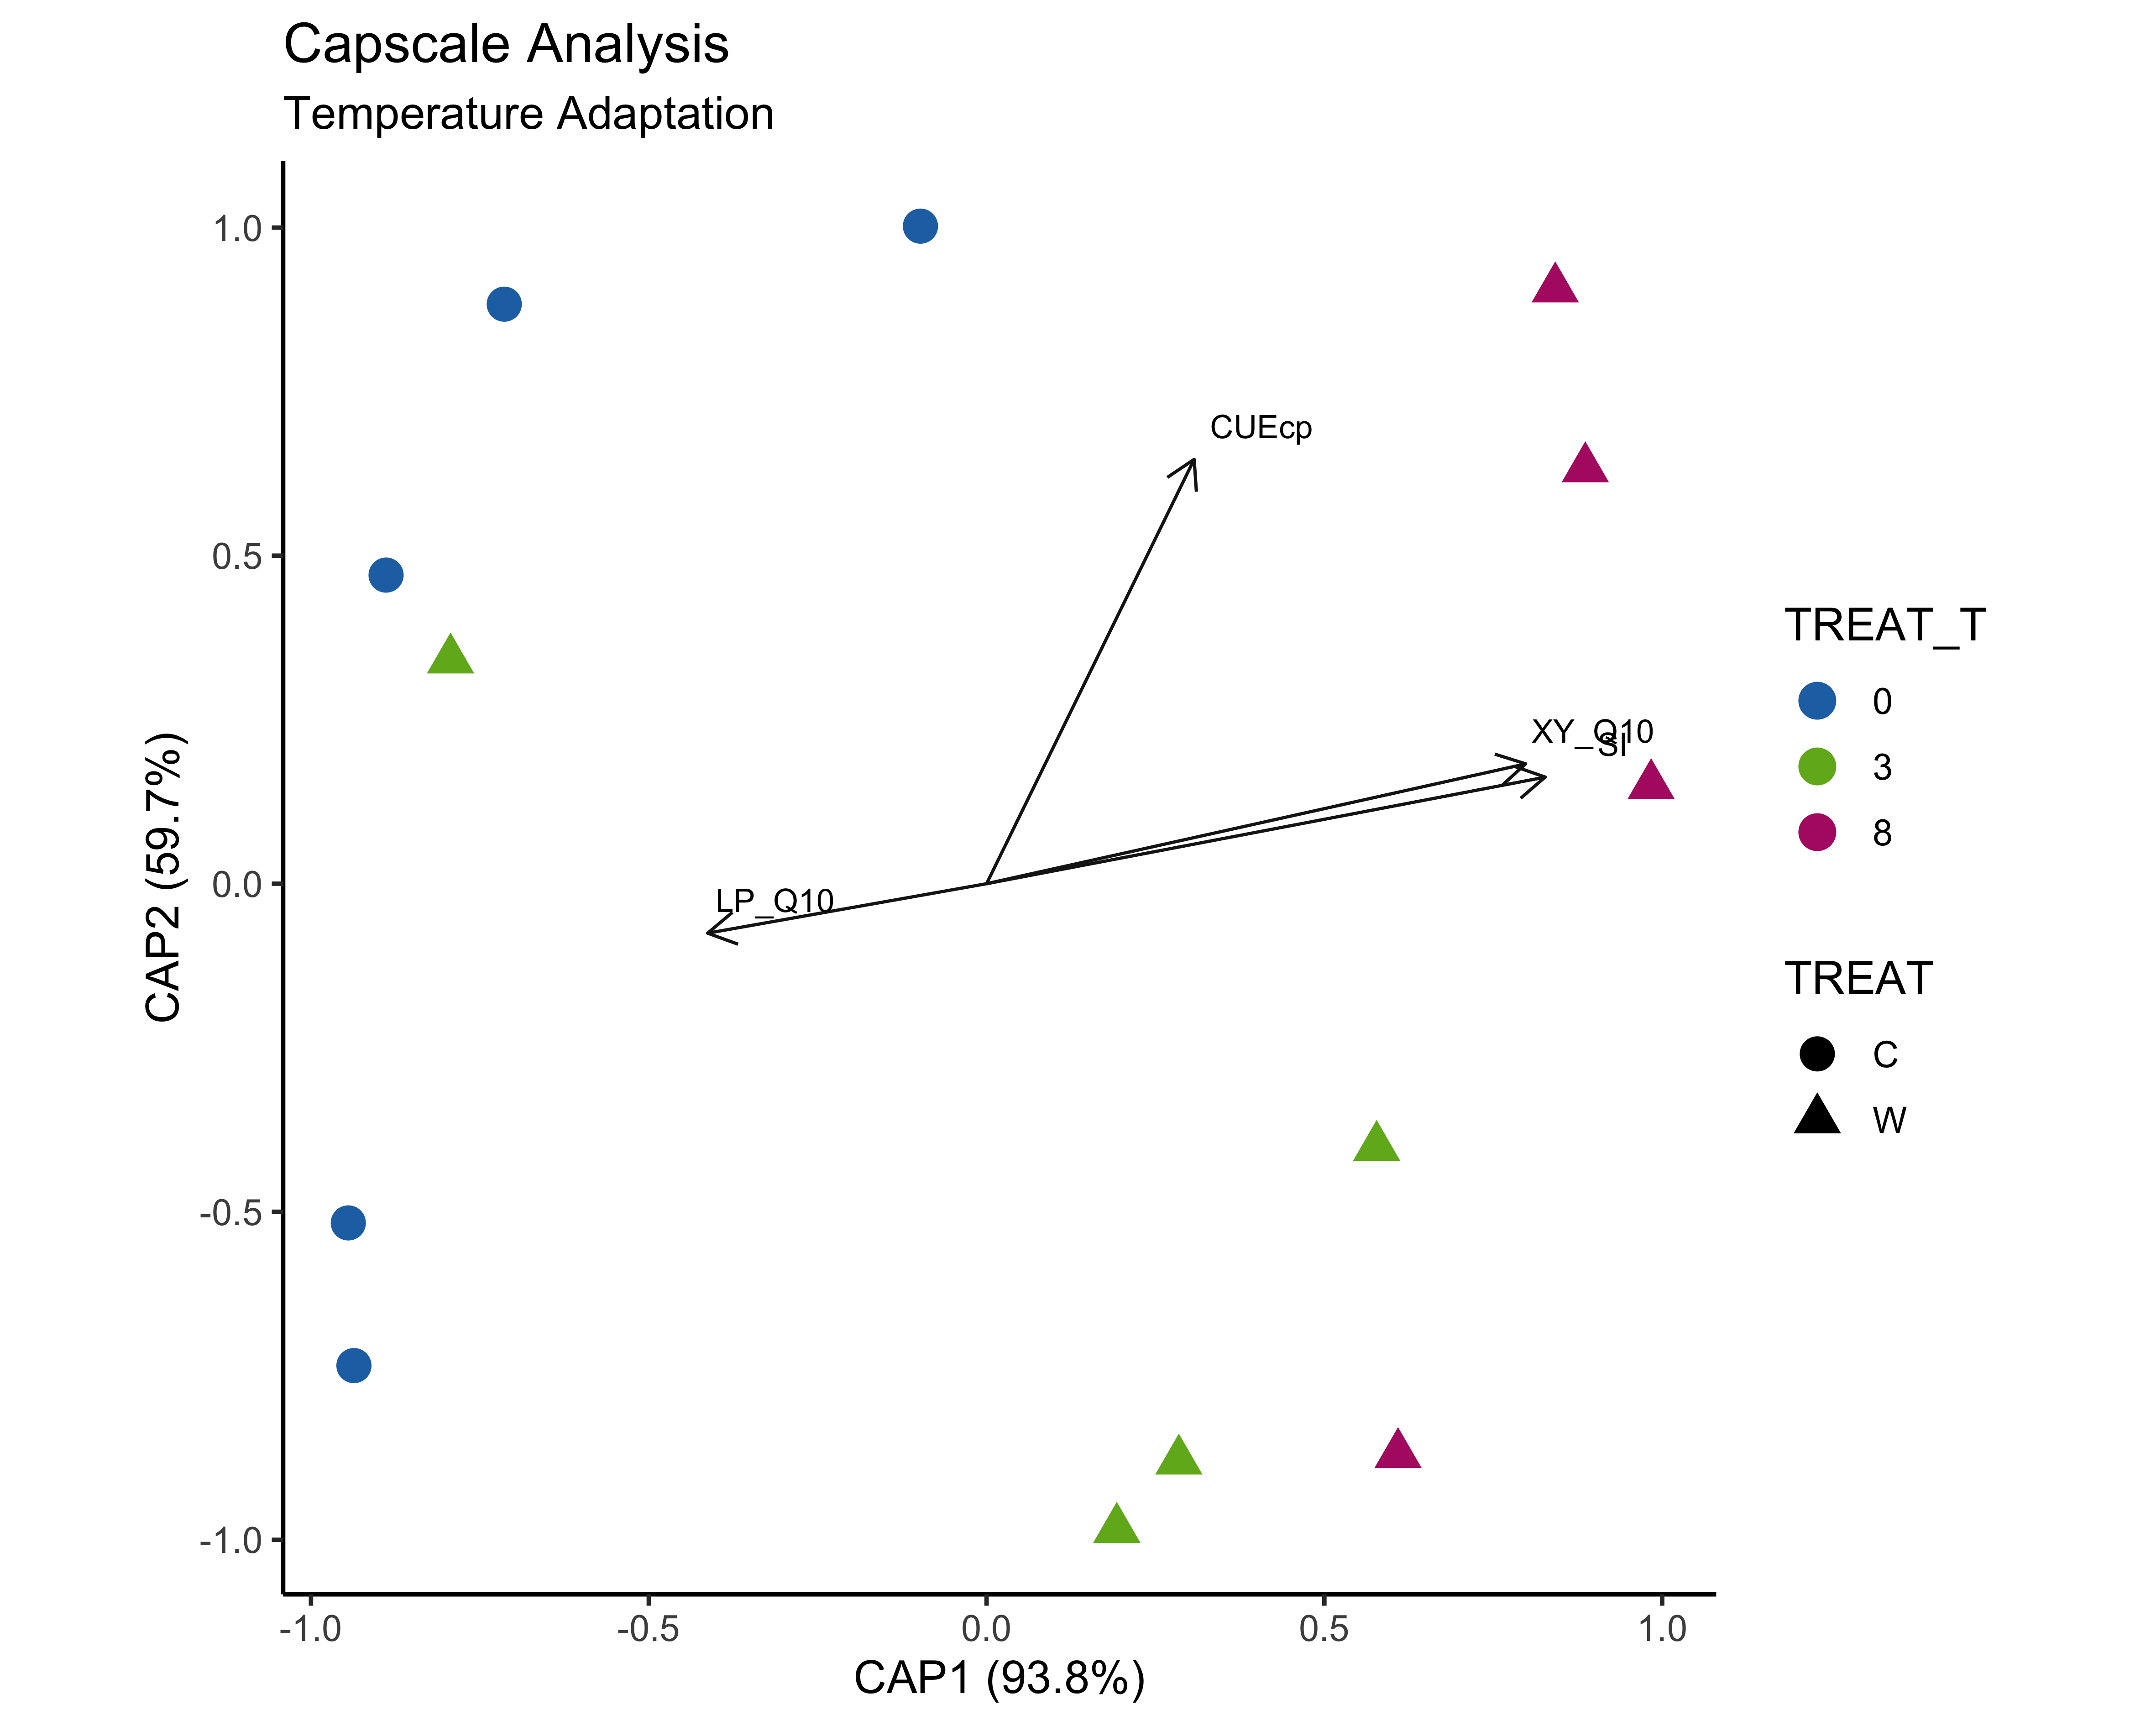 Capscale Analysis
Temperature Adaptation
1.0
0.5
0.0
-0.5
-1.0
CAP2 (59.7%)
CUEcp
XY_Q10
SI
LP_Q10
-1.0
-0.5
0.0
0.5
1.0
CAP1 (93.8%)
TREAT_T
0
3
8
TREAT
C
W